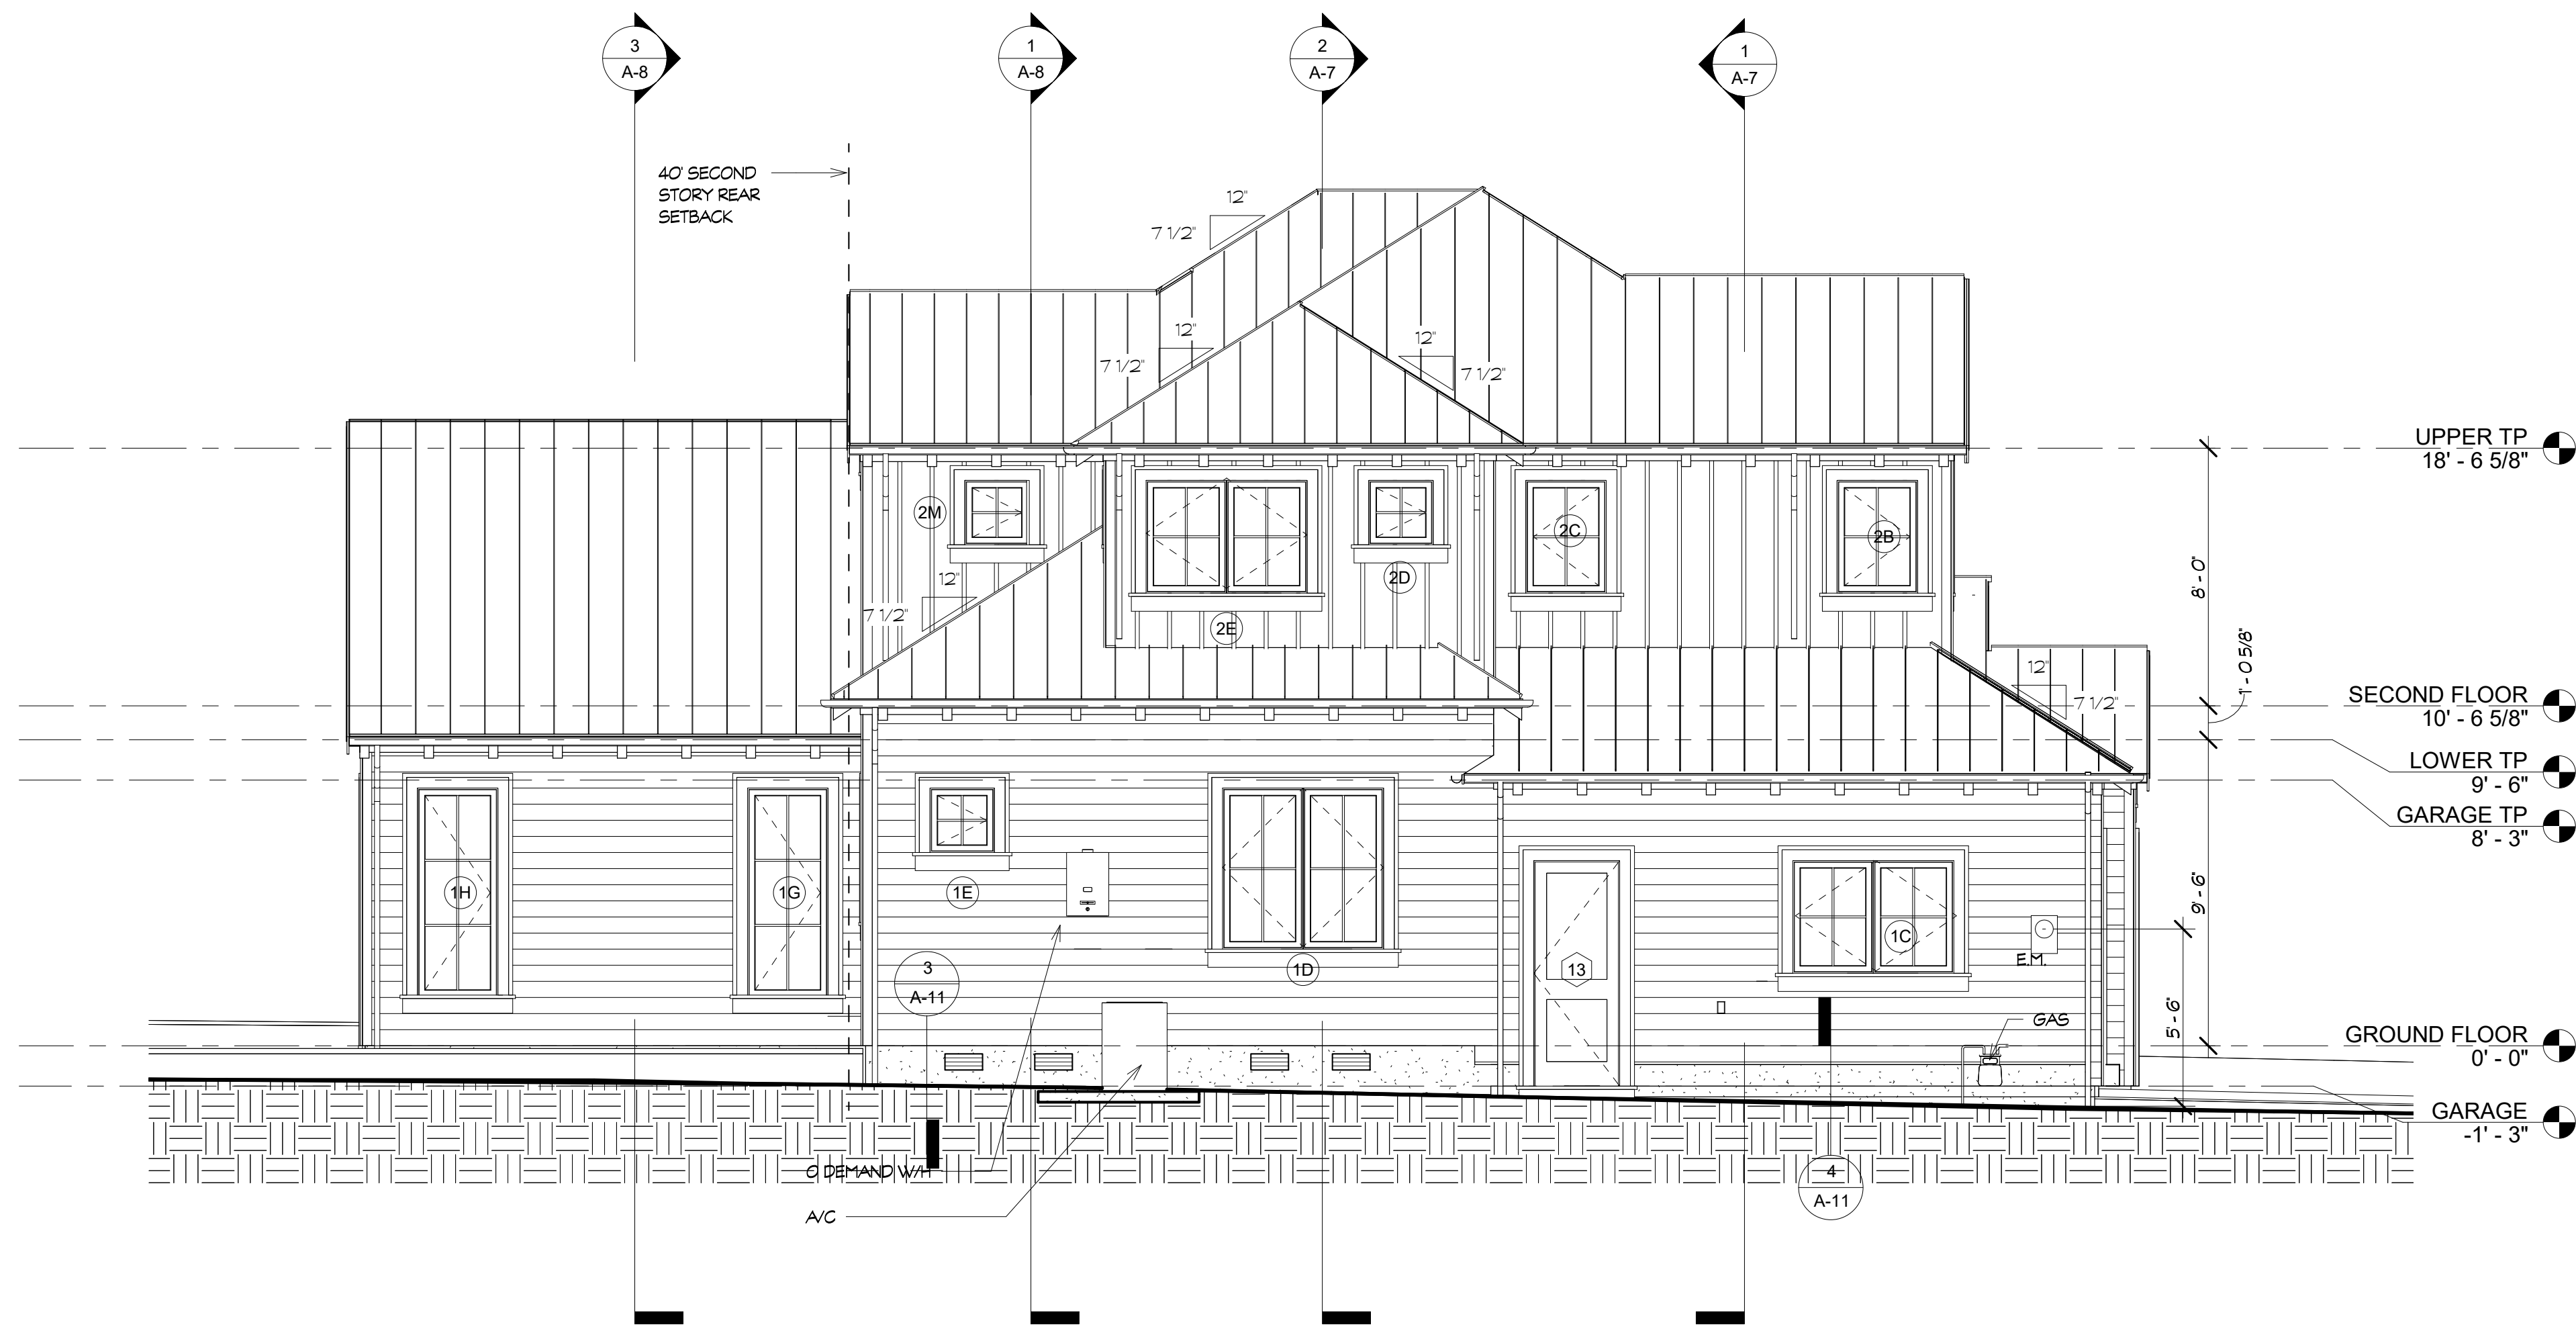 3
A-8
1
A-8
2
A-7
1
A-7
40' SECOND
STORY REAR
SETBACK
12"
7 1/2"
12"
7 1/2"
12"
7 1/2"
UPPER TP
18' - 6 5/8"
2M
2C
2B
2D
12"
7 1/2"
2E
8' - 0"
1' - 0 5/8"
12"
7 1/2"
SECOND FLOOR
10' - 6 5/8"
LOWER TP
9' - 6"
GARAGE TP
8' - 3"
1H
1G
1E
9' - 6"
1C
E.M.
3
A-11
1D
13
5' - 6"
GAS
GROUND FLOOR
0' - 0"
GARAGE
-1' - 3"
O DEMAND W/H
4
A-11
A/C